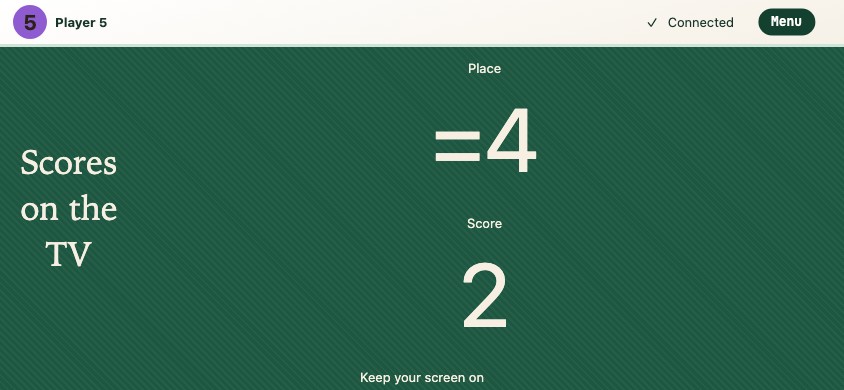 5
Player 5
✓ Connected
Menu
Scores
on the
TV
Place
=4
Score
2
Keep your screen on